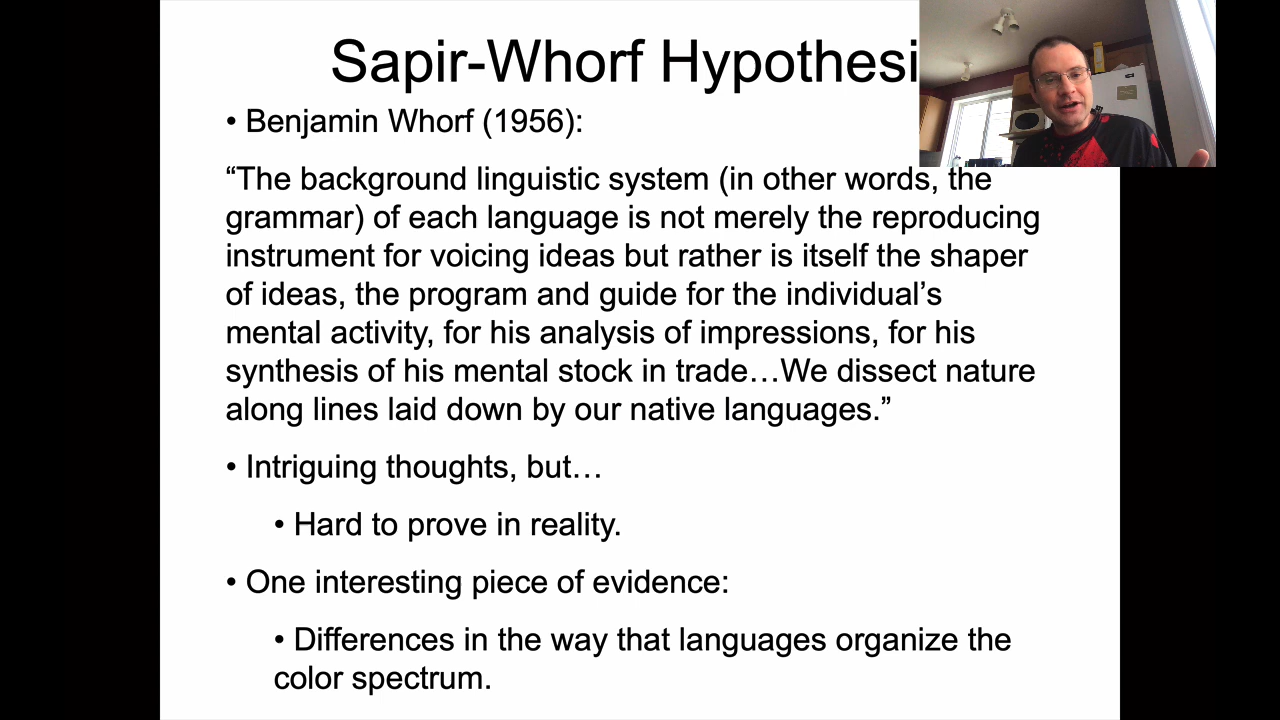 Sapir-Whorf Hypothesi
• Benjamin Whorf (1956):
“The background linguistic system (in other words, the
grammar) of each language is not merely the reproducing
instrument for voicing ideas but rather is itself the shaper
of ideas, the program and guide for the individual’s
mental activity, for his analysis of impressions, for his
synthesis of his mental stock in trade…We dissect nature
along lines laid down by our native languages.”
• Intriguing thoughts, but…
• Hard to prove in reality.
• One interesting piece of evidence:
• Differences in the way that languages organize the
color spectrum.